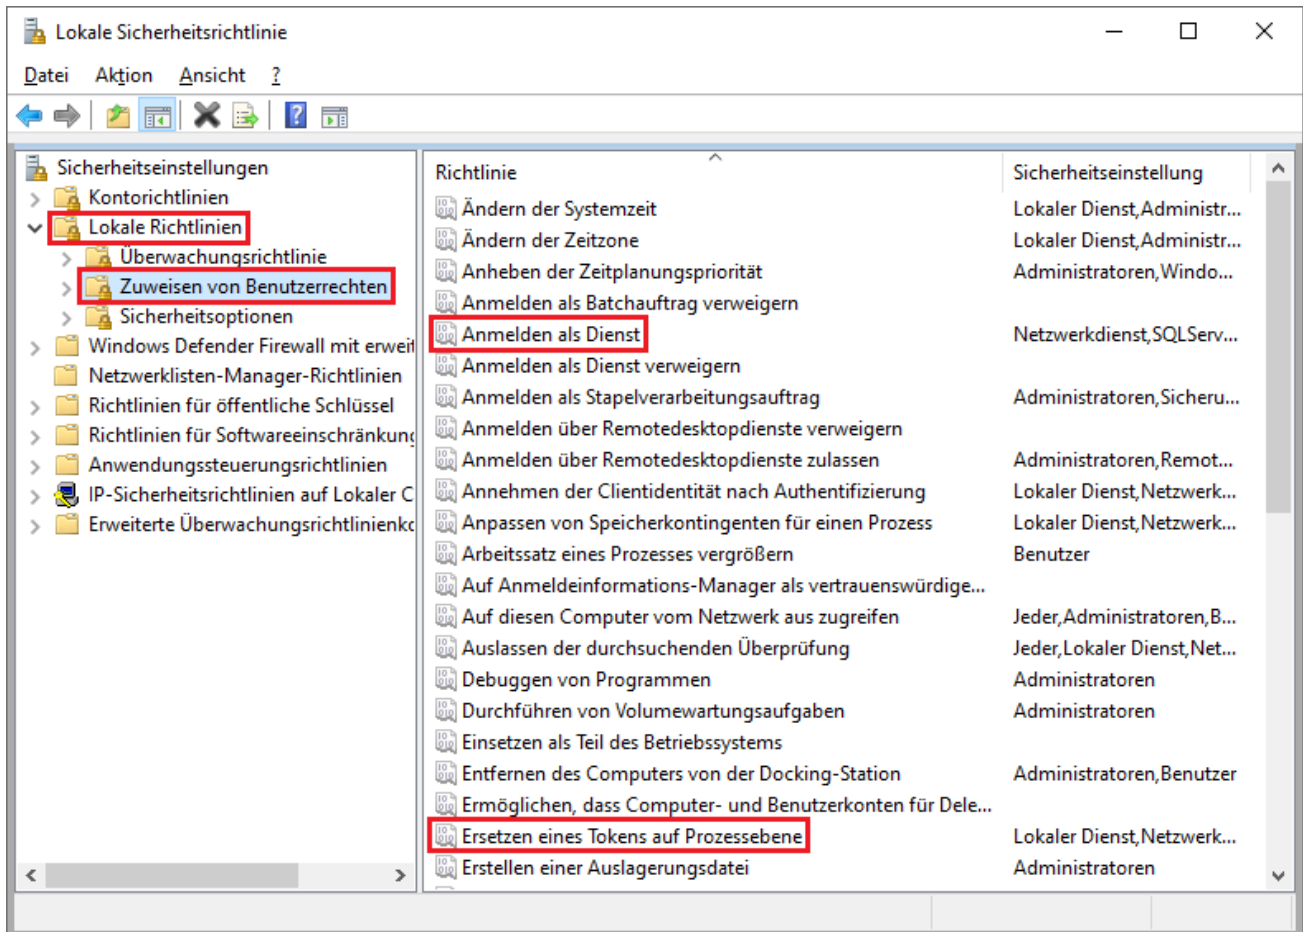 Lokale Sicherheitsrichtlinie
Datei Aktion Ansicht ?
Sicherheitseinstellungen
Kontorichtlinien
Lokale Richtlinien
Überwachungsrichtlinie
Zuweisen von Benutzerrechten
Sicherheitsoptionen
Windows Defender Firewall mit erweit
Netzwerklisten-Manager-Richtlinien
Richtlinien für öffentliche Schlüssel
Richtlinien für Softwareeinschränkung
Anwendungssteuerungsrichtlinien
IP-Sicherheitsrichtlinien auf Lokaler C
Erweiterte Überwachungsrichtlinienko
Richtlinie Sicherheitseinstellung
Ändern der Systemzeit Lokaler Dienst,Administr...
Ändern der Zeitzone Lokaler Dienst,Administr...
Anheben der Zeitplanungspriorität Administratoren,Windo...
Anmelden als Batchauftrag verweigern
Anmelden als Dienst Netzwerkdienst,SQLServ...
Anmelden als Dienst verweigern
Anmelden als Stapelverarbeitungsauftrag Administratoren,Sicheru...
Anmelden über Remotedesktopdienste verweigern
Anmelden über Remotedesktopdienste zulassen Administratoren,Remot...
Annehmen der Clientidentität nach Authentifizierung Lokaler Dienst,Netzwerk...
Anpassen von Speicherkontingenten für einen Prozess Lokaler Dienst,Netzwerk...
Arbeitssatz eines Prozesses vergrößern Benutzer
Auf Anmeldeinformations-Manager als vertrauenswürdige...
Auf diesen Computer vom Netzwerk aus zugreifen Jeder,Administratoren,B...
Auslassen der durchsuchenden Überprüfung Jeder,Lokaler Dienst,Net...
Debuggen von Programmen Administratoren
Durchführen von Volumewartungsaufgaben Administratoren
Einsetzen als Teil des Betriebssystems
Entfernen des Computers von der Docking-Station Administratoren,Benutzer
Ermöglichen, dass Computer- und Benutzerkonten für Dele...
Ersetzen eines Tokens auf Prozessebene Lokaler Dienst,Netzwerk...
Erstellen einer Auslagerungsdatei Administratoren